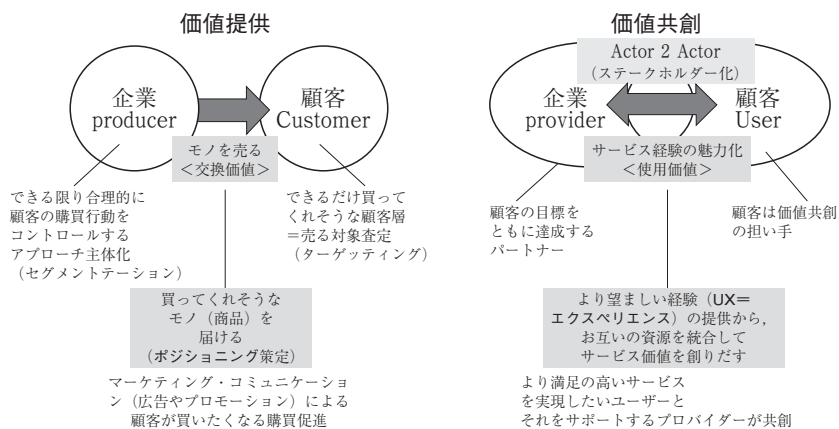 価値提供
企業
producer
顧客
Customer
モノを売る
<交換価値>
できる限り合理的に
顧客の購買行動を
コントロールする
アプローチ主体化
(セグメントテーション)
できるだけ買って
くれそうな顧客層
=売る対象査定
(ターゲッティング)
買ってくれそうな
モノ(商品)を
届ける
(ポジショニング策定)
マーケティング・コミュニケーショ
ン(広告やプロモーション)による
顧客が買いたくなる購買促進
価値共創
Actor 2 Actor
(ステークホルダー化)
企業
provider
顧客
User
サービス経験の魅力化
<使用価値>
顧客の目標を
ともに達成する
パートナー
顧客は価値共創
の担い手
より望ましい経験(UX=
エクスペリエンス)の提供から,
お互いの資源を統合して
サービス価値を創りだす
より満足の高いサービス
を実現したいユーザーと
それをサポートするプロバイダーが共創